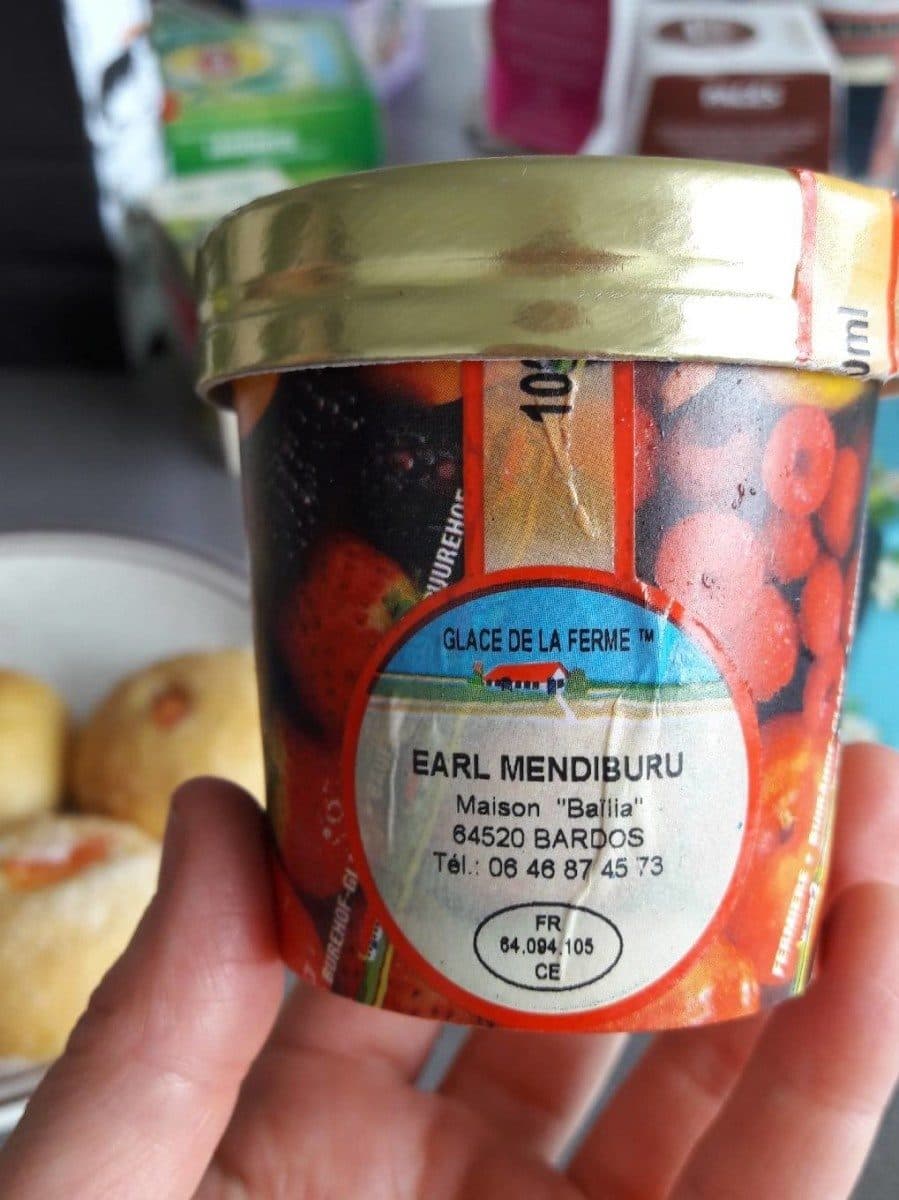 GLACE DE LA FERME ™
EARL MENDIBURU
Maison "Bailia"
64520 BARDOS
Tél.: 06 46 87 45 73
FR
64.094.105
CE